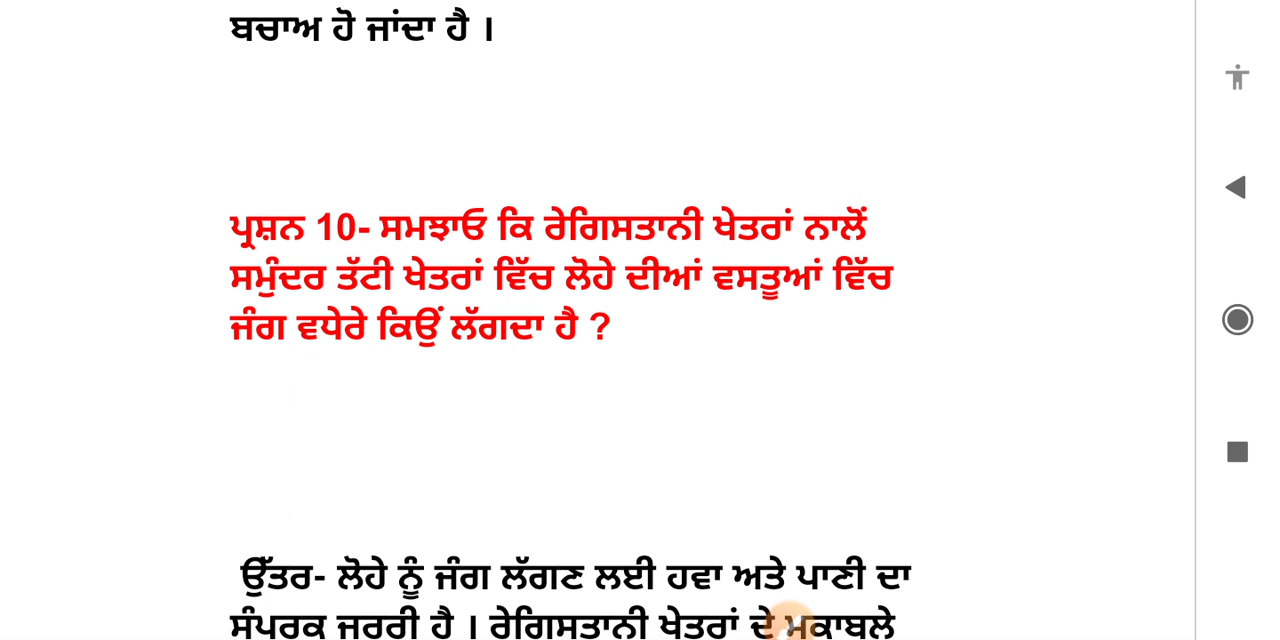 ਬਚਾਅ ਹੋ ਜਾਂਦਾ ਹੈ ।
ਪ੍ਰਸ਼ਨ 10- ਸਮਝਾਓ ਕਿ ਰੇਗਿਸਤਾਨੀ ਖੇਤਰਾਂ ਨਾਲੋਂ
ਸਮੁੰਦਰ ਤੱਟੀ ਖੇਤਰਾਂ ਵਿੱਚ ਲੋਹੇ ਦੀਆਂ ਵਸਤੂਆਂ ਵਿੱਚ
ਜੰਗ ਵਧੇਰੇ ਕਿਉਂ ਲੱਗਦਾ ਹੈ ?
ਉੱਤਰ- ਲੋਹੇ ਨੂੰ ਜੰਗ ਲੱਗਣ ਲਈ ਹਵਾ ਅਤੇ ਪਾਣੀ ਦਾ
ਸੰਪਰਕ ਜਰੂਰੀ ਹੈ । ਰੇਗਿਸਤਾਨੀ ਖੇਤਰਾਂ ਦੇ ਮੁਕਾਬਲੇ